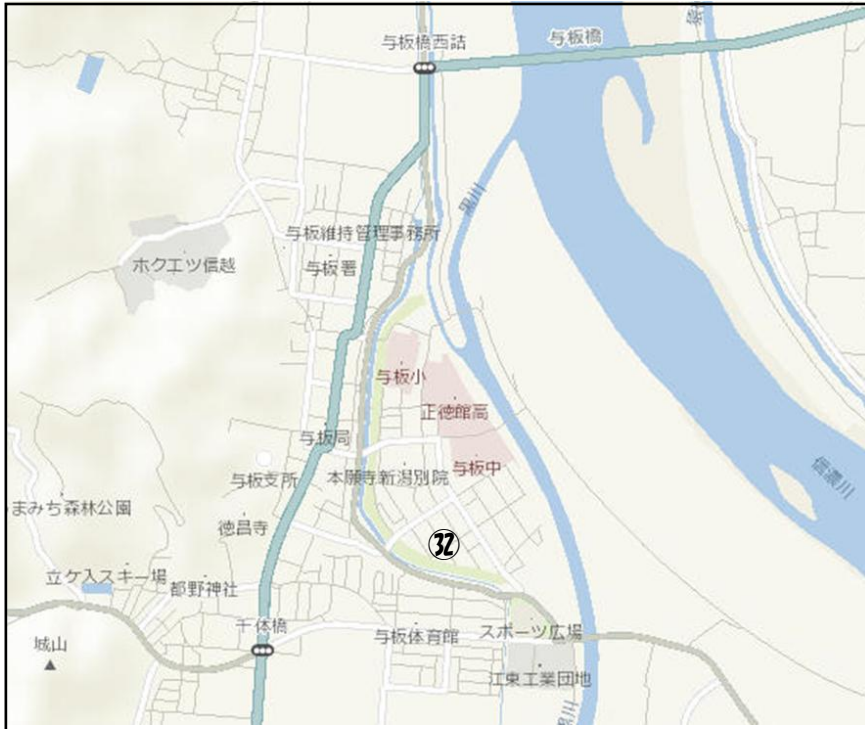 与板橋西詰
与板橋
黒川
与板維持管理事務所
与板署
ホクエツ信越
与板小
正徳館高
与板局
与板中
本願寺新潟別院
与板支所
信濃川
まみち森林公園
徳昌寺
㉜
立ケ入スキー場
都野神社
千体橋
与板体育館
スポーツ広場
城山
江東工業団地